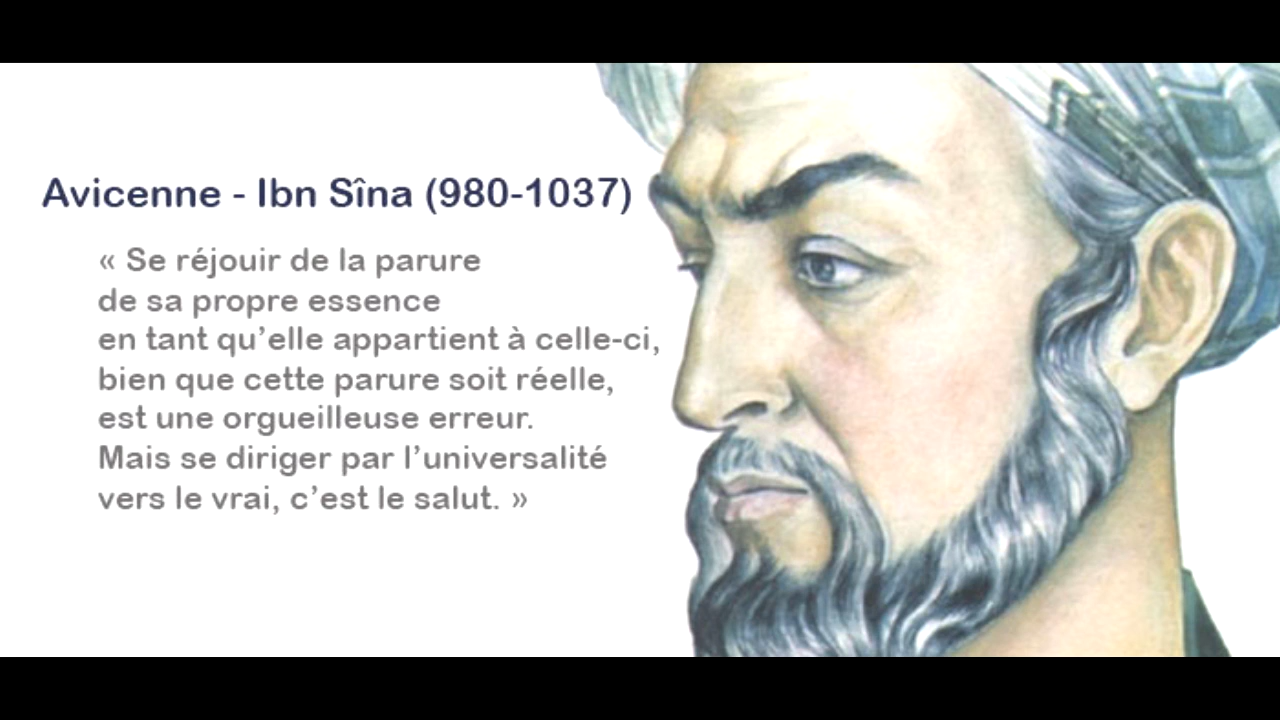 Avicenne - Ibn Sîna (980-1037)
« Se réjouir de la parure
de sa propre essence
en tant qu’elle appartient à celle-ci,
bien que cette parure soit réelle,
est une orgueilleuse erreur.
Mais se diriger par l’universalité
vers le vrai, c’est le salut. »